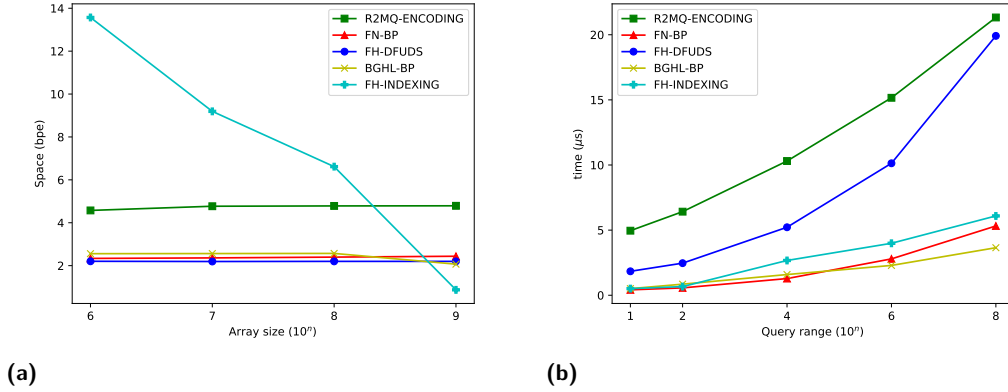 14
12
10
8
6
4
2
Space (bpe)
R2MQ-ENCODING
FN-BP
FH-DFUDS
BGHL-BP
FH-INDEXING
6 7 8 9
Array size (10ⁿ)
(a)
20
15
10
5
0
time (µs)
R2MQ-ENCODING
FN-BP
FH-DFUDS
BGHL-BP
FH-INDEXING
1 2 4 6 8
Query range (10ⁿ)
(b)